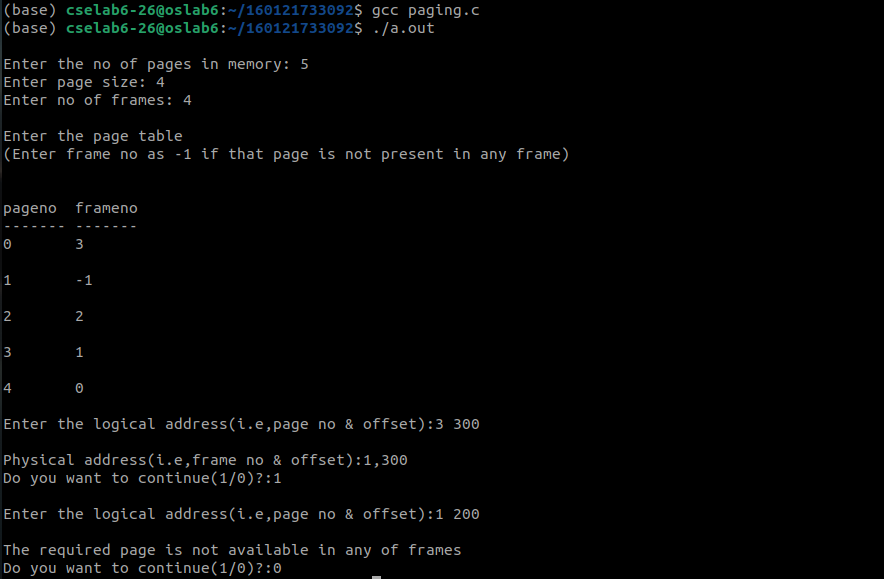 (base) cselab6-26@oslab6:~/160121733092$ gcc paging.c
(base) cselab6-26@oslab6:~/160121733092$ ./a.out
Enter the no of pages in memory: 5
Enter page size: 4
Enter no of frames: 4
Enter the page table
(Enter frame no as -1 if that page is not present in any frame)
pageno  frameno
------- -------
0       3
1       -1
2       2
3       1
4       0
Enter the logical address(i.e,page no & offset):3 300
Physical address(i.e,frame no & offset):1,300
Do you want to continue(1/0)?:1
Enter the logical address(i.e,page no & offset):1 200
The required page is not available in any of frames
Do you want to continue(1/0)?:0